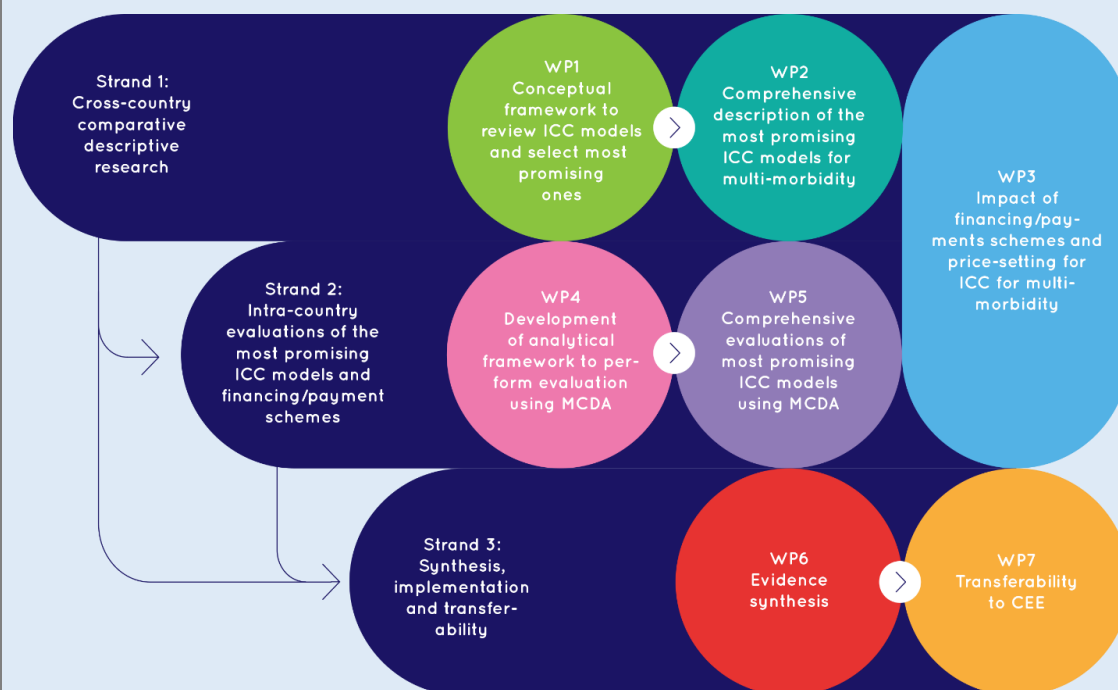 Strand 1:
Cross-country
comparative
descriptive
research
WP1
Conceptual
framework to
review ICC models
and select most
promising
ones
WP2
Comprehensive
description of the
most promising
ICC models for
multi-morbidity
WP3
Impact of
financing/pay-
ments schemes and
price-setting for
ICC for multi-
morbidity
Strand 2:
Intra-country
evaluations of the
most promising
ICC models and
financing/payment
schemes
WP4
Development
of analytical
framework to per-
form evaluation
using MCDA
WP5
Comprehensive
evaluations of
most promising
ICC models
using MCDA
Strand 3:
Synthesis,
implementation
and transfer-
ability
WP6
Evidence
synthesis
WP7
Transferability
to CEE